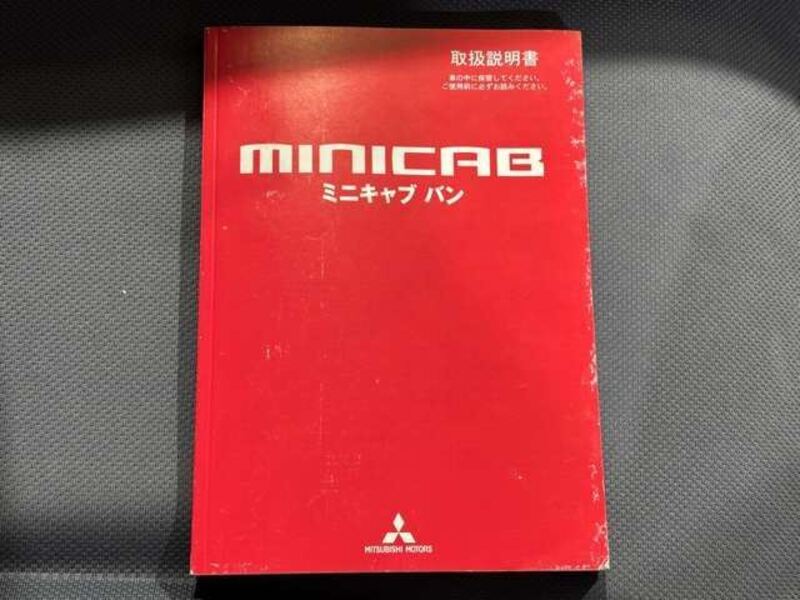 取扱説明書
車の中に保管してください。
ご使用前に必ずお読みください。
MINICAB
ミニキャブ バン
MITSUBISHI MOTORS